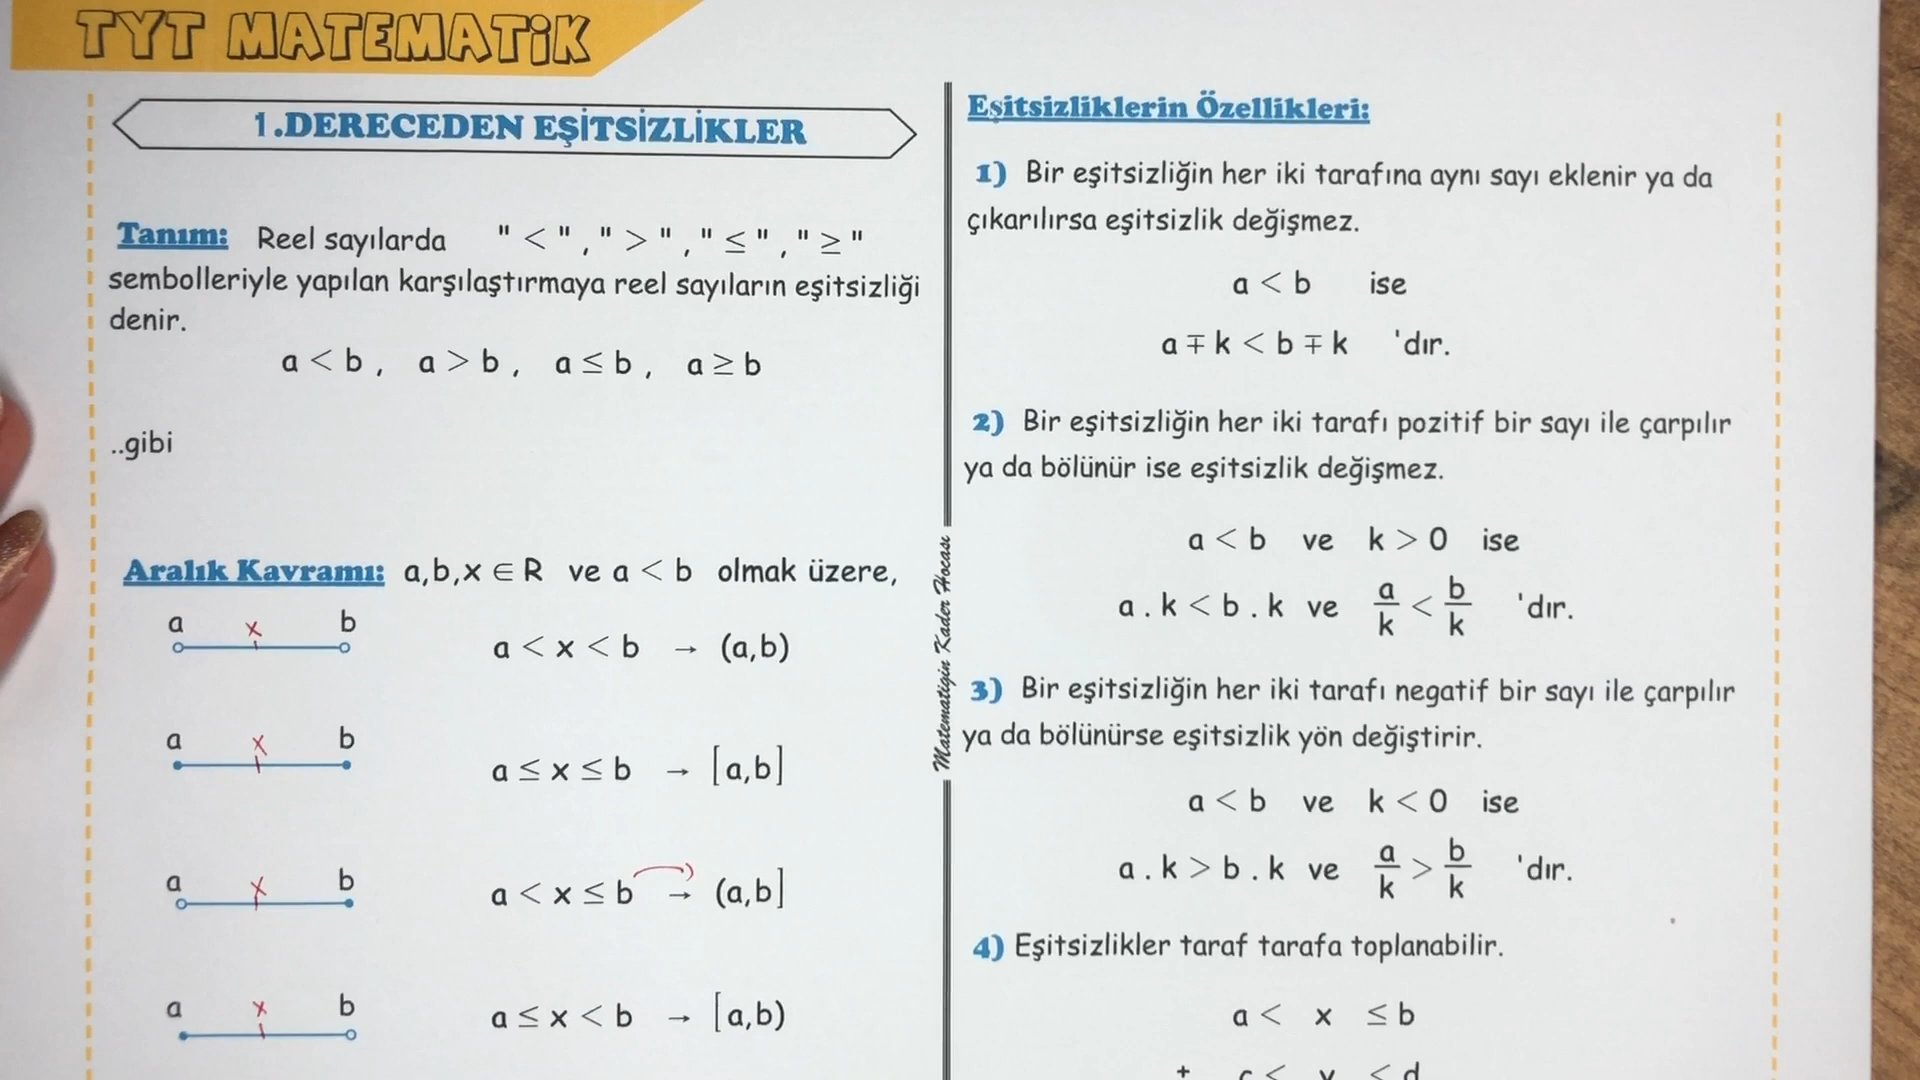 TYT MATEMATİK
1.DERECEDEN EŞİTSİZLİKLER
Tanım: Reel sayılarda " < " , " > " , " ≤ " , " ≥ "
sembolleriyle yapılan karşılaştırmaya reel sayıların eşitsizliği
denir.
a < b , a > b , a ≤ b , a ≥ b
..gibi
Aralık Kavramı: a,b,x ∈ R ve a < b olmak üzere,
a x b
a < x < b → (a,b)
a x b
a ≤ x ≤ b → [a,b]
a x b
a < x ≤ b → (a,b]
a x b
a ≤ x < b → [a,b)
Matematiğin Kader Hocası
Eşitsizliklerin Özellikleri:
1) Bir eşitsizliğin her iki tarafına aynı sayı eklenir ya da
çıkarılırsa eşitsizlik değişmez.
a < b ise
a ∓ k < b ∓ k 'dır.
2) Bir eşitsizliğin her iki tarafı pozitif bir sayı ile çarpılır
ya da bölünür ise eşitsizlik değişmez.
a < b ve k > 0 ise
a . k < b . k ve a/k < b/k 'dır.
3) Bir eşitsizliğin her iki tarafı negatif bir sayı ile çarpılır
ya da bölünürse eşitsizlik yön değiştirir.
a < b ve k < 0 ise
a . k > b . k ve a/k > b/k 'dır.
4) Eşitsizlikler taraf tarafa toplanabilir.
a < x ≤ b
+ c < y < d